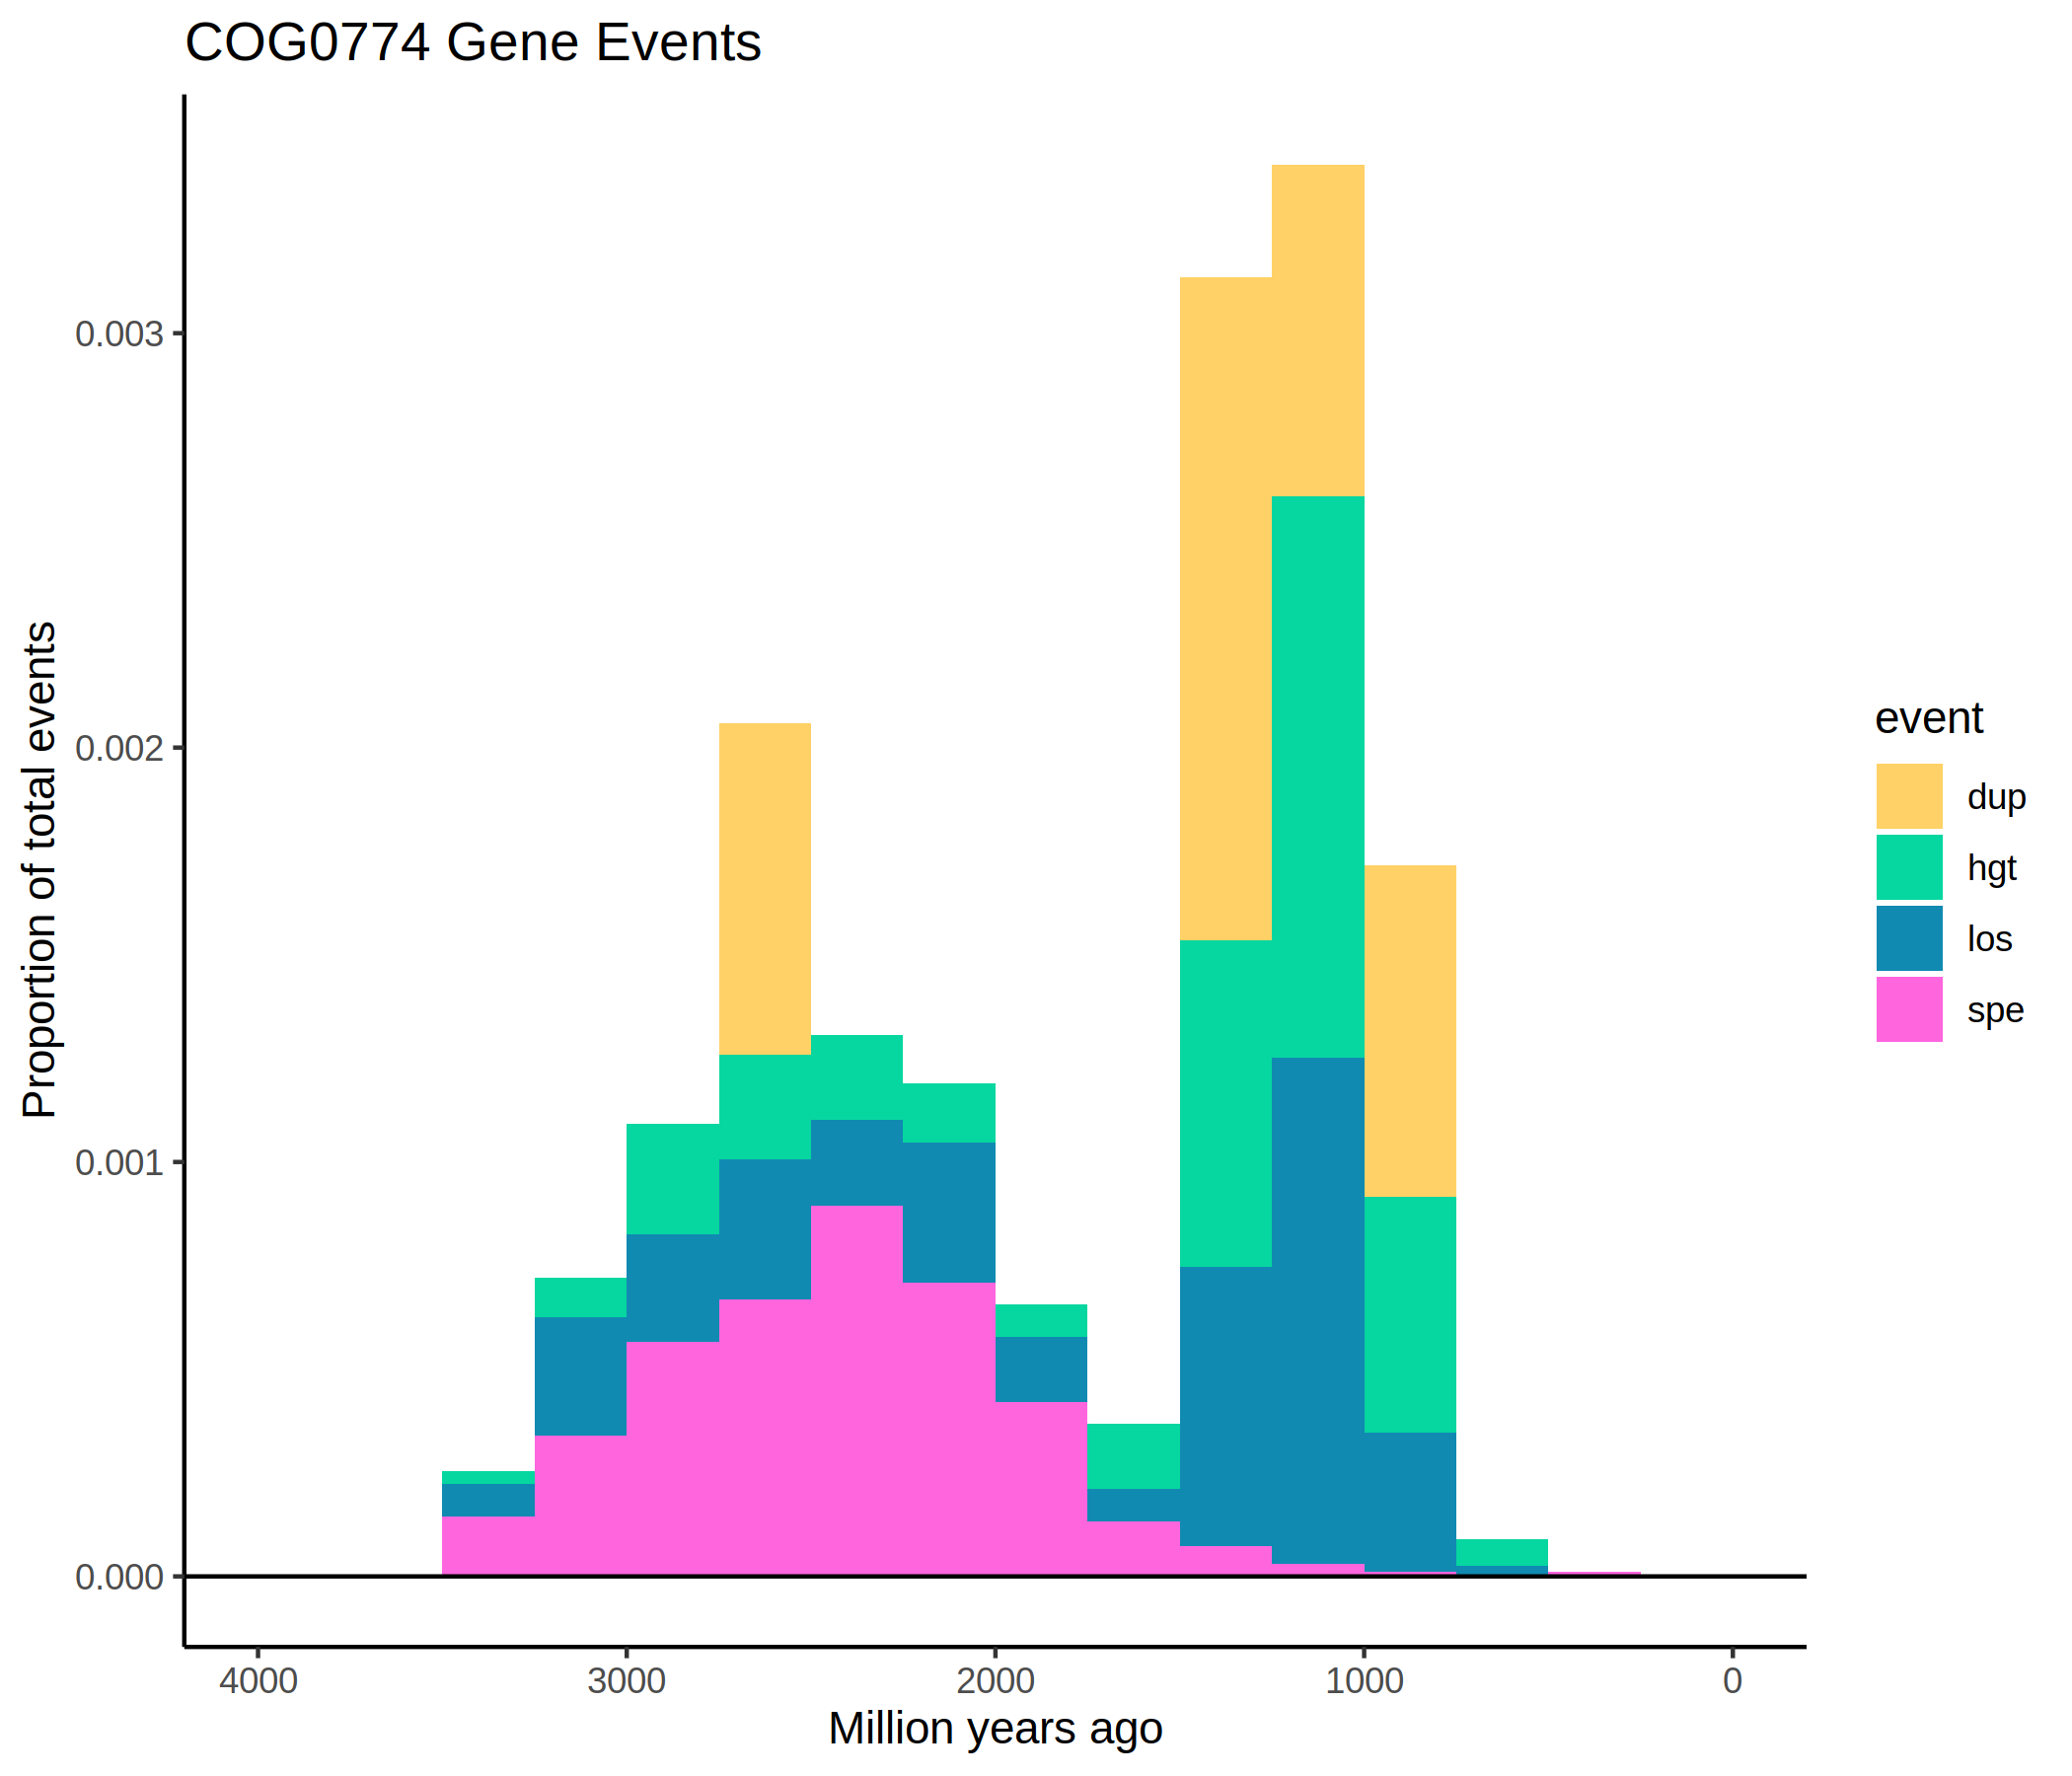 COG0774 Gene Events
Proportion of total events
0.003
0.002
0.001
0.000
4000 3000 2000 1000 0
Million years ago
event
dup
hgt
los
spe